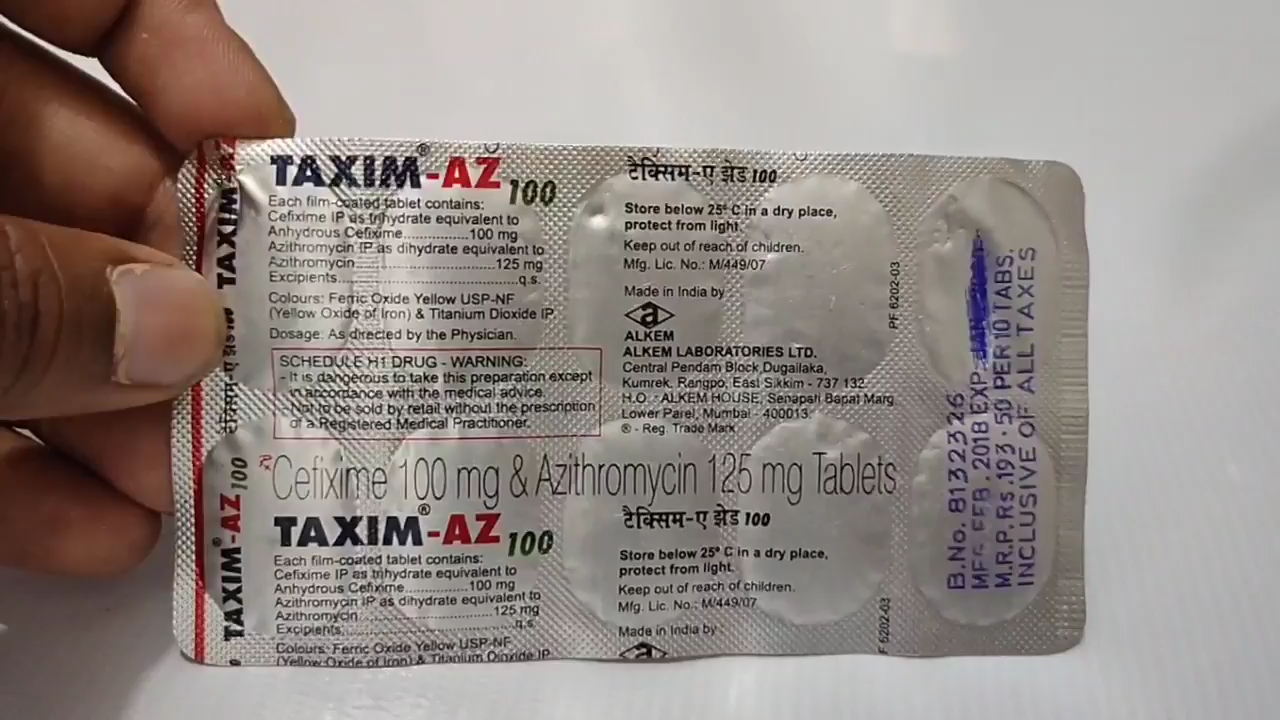 TAXIM®-AZ 100
Each film-coated tablet contains:
Cefixime IP as trihydrate equivalent to
Anhydrous Cefixime...............100 mg
Azithromycin IP as dihydrate equivalent to
Azithromycin...............125 mg
Excipients...............q.s.
Colours: Ferric Oxide Yellow USP-NF
(Yellow Oxide of Iron) & Titanium Dioxide IP.
Dosage: As directed by the Physician.
SCHEDULE H1 DRUG - WARNING:
- It is dangerous to take this preparation except
in accordance with the medical advice.
- Not to be sold by retail without the prescription
of a Registered Medical Practitioner.
टैक्सिम-ए झेड 100
Store below 25° C in a dry place,
protect from light.
Keep out of reach of children.
Mfg. Lic. No.: M/449/07
Made in India by
a
ALKEM
ALKEM LABORATORIES LTD.
Central Pendam Block, Dugailaka,
Kumrek, Rangpo, East Sikkim - 737 132.
H.O.: ALKEM HOUSE, Senapati Bapat Marg,
Lower Parel, Mumbai - 400013.
® - Reg. Trade Mark
PF 6202-03
Rx Cefixime 100 mg & Azithromycin 125 mg Tablets
TAXIM®-AZ 100
Each film-coated tablet contains:
Cefixime IP as trihydrate equivalent to
Anhydrous Cefixime...............100 mg
Azithromycin IP as dihydrate equivalent to
Azithromycin...............125 mg
Excipients...............q.s.
Colours: Ferric Oxide Yellow USP-NF
(Yellow Oxide of Iron) & Titanium Dioxide IP
टैक्सिम-ए झेड 100
Store below 25° C in a dry place,
protect from light.
Keep out of reach of children.
Mfg. Lic. No.: M/449/07
Made in India by
a
F 6202-03
TAXIM-AZ
टैक्सिम-ए झेड 100
TAXIM®-AZ 100
B.No. 8132326
MFG.FEB.2018 EXP.
M.R.P.Rs.193.50 PER 10 TABS.
INCLUSIVE OF ALL TAXES